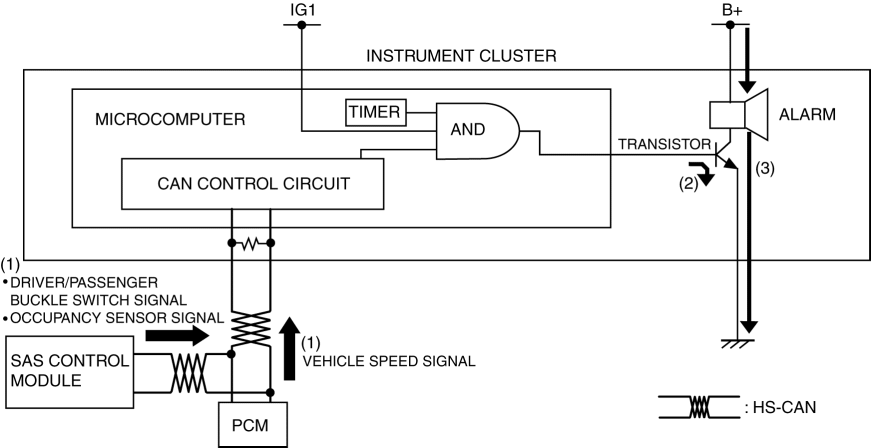 IG1
B+
INSTRUMENT CLUSTER
MICROCOMPUTER
TIMER
AND
ALARM
TRANSISTOR
(2)
(3)
CAN CONTROL CIRCUIT
(1)
•DRIVER/PASSENGER
BUCKLE SWITCH SIGNAL
•OCCUPANCY SENSOR SIGNAL
(1)
VEHICLE SPEED SIGNAL
SAS CONTROL
MODULE
PCM
: HS-CAN